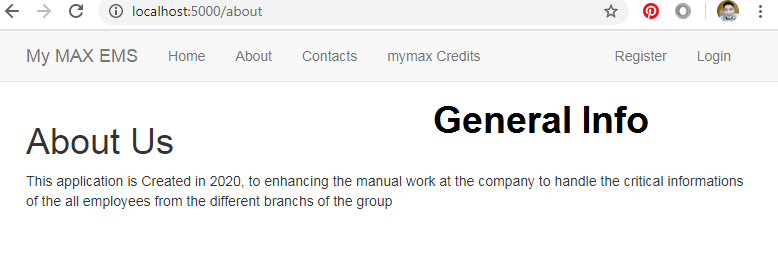 localhost:5000/about
My MAX EMS Home About Contacts mymax Credits Register Login
General Info
About Us
This application is Created in 2020, to enhancing the manual work at the company to handle the critical informations
of the all employees from the different branchs of the group